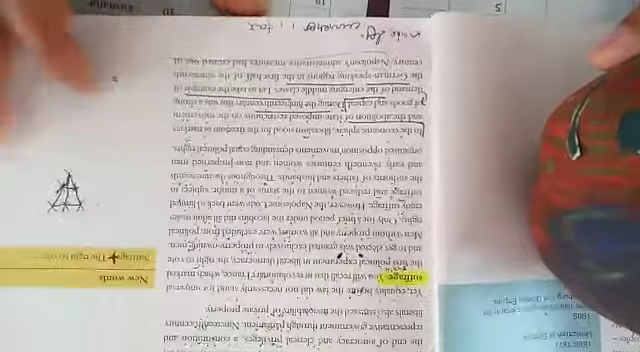 the end of autocracy and clerical privileges, a constitution and
representative government through parliament. Nineteenth-century
liberals also stressed the inviolability of private property.
Yet, equality before the law did not necessarily stand for universal
suffrage. You will recall that in revolutionary France, which marked
the first political experiment in liberal democracy, the right to vote
and to get elected was granted exclusively to property-owning men.
Men without property and all women were excluded from political
rights. Only for a brief period under the Jacobins did all adult males
enjoy suffrage. However, the Napoleonic Code went back to limited
suffrage and reduced women to the status of a minor, subject to
the authority of fathers and husbands. Throughout the nineteenth
and early twentieth centuries women and non-propertied men
organised opposition movements demanding equal political rights.
In the economic sphere, liberalism stood for the freedom of markets
and the abolition of state-imposed restrictions on the movement
of goods and capital. During the nineteenth century this was a strong
demand of the emerging middle classes. Let us take the example of
the German-speaking regions in the first half of the nineteenth
century. Napoleon's administrative measures had created out of
New words
Suffrage – The right to vote